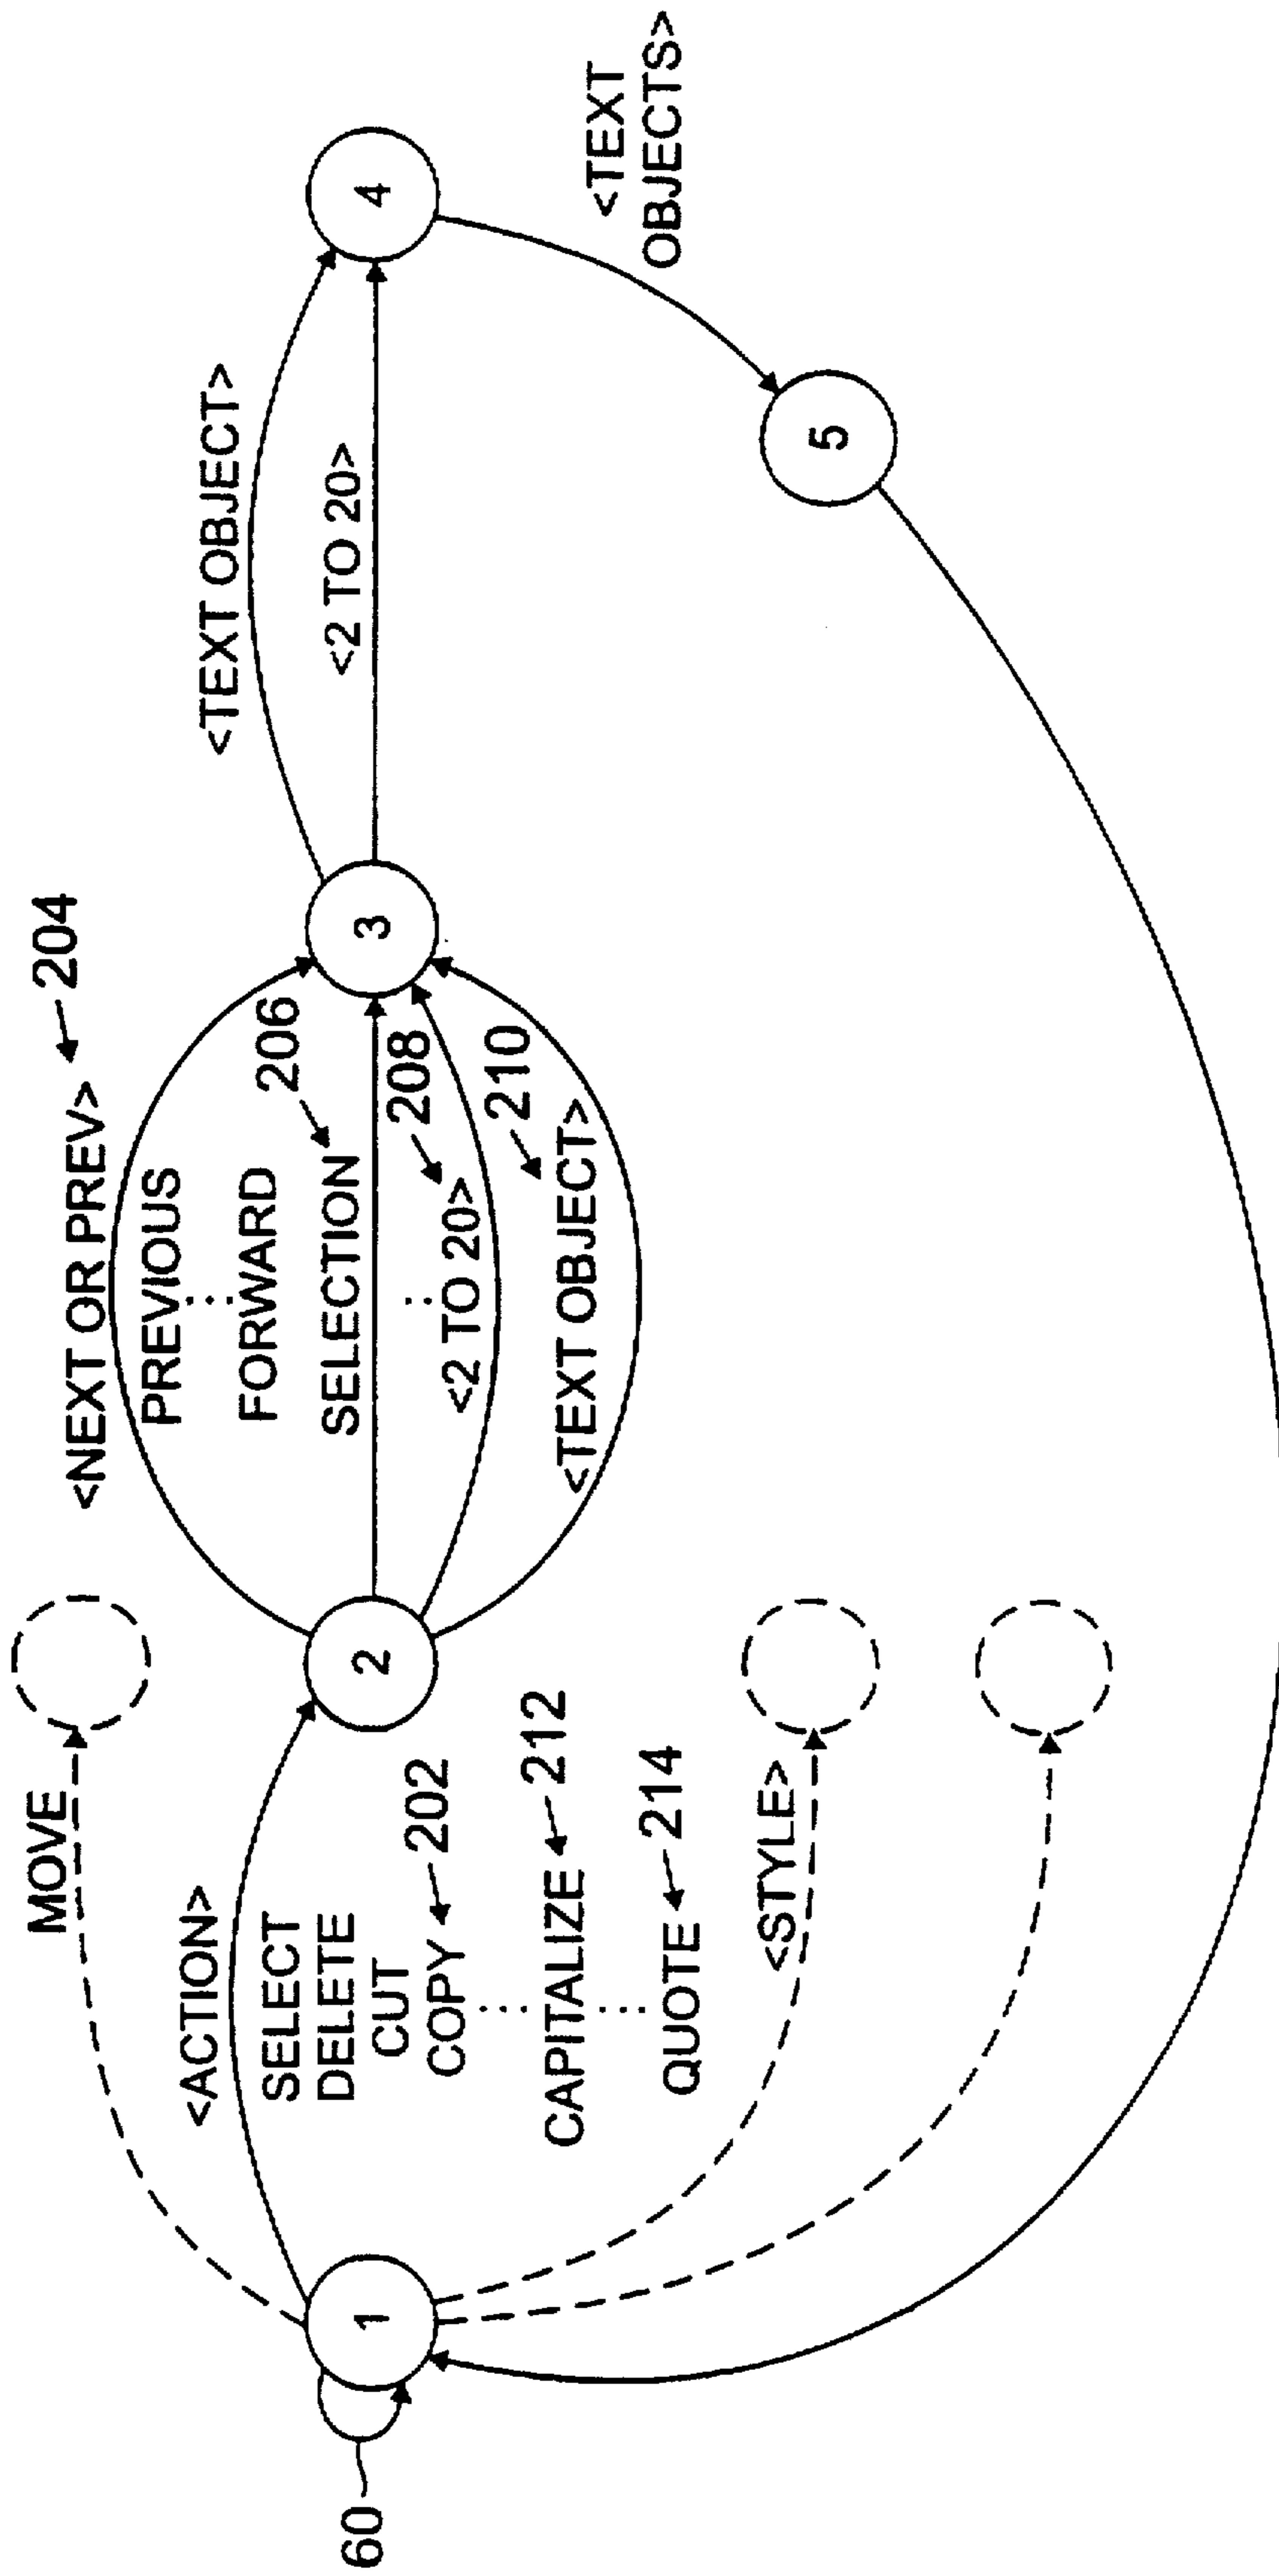 MOVE
<ACTION>
SELECT
DELETE
CUT
COPY 202
CAPITALIZE 212
QUOTE 214
<STYLE>
60
1
2
<NEXT OR PREV> 204
PREVIOUS
FORWARD
SELECTION 206
<2 TO 20> 208
<TEXT OBJECT> 210
3
<TEXT OBJECT>
<2 TO 20>
4
<TEXT
OBJECTS>
5